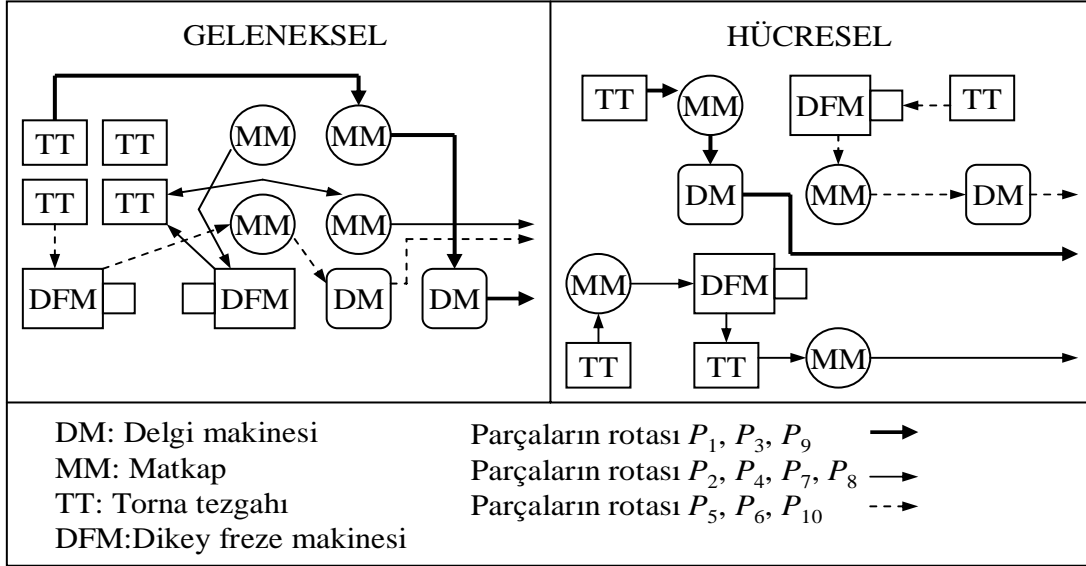 GELENEKSEL
TT TT MM MM
TT TT MM MM
DFM DFM DM DM
HÜCRESEL
TT MM DFM TT
DM MM DM
MM DFM
TT TT MM
DM: Delgi makinesi
MM: Matkap
TT: Torna tezgahı
DFM:Dikey freze makinesi
Parçaların rotası P1, P3, P9
Parçaların rotası P2, P4, P7, P8
Parçaların rotası P5, P6, P10